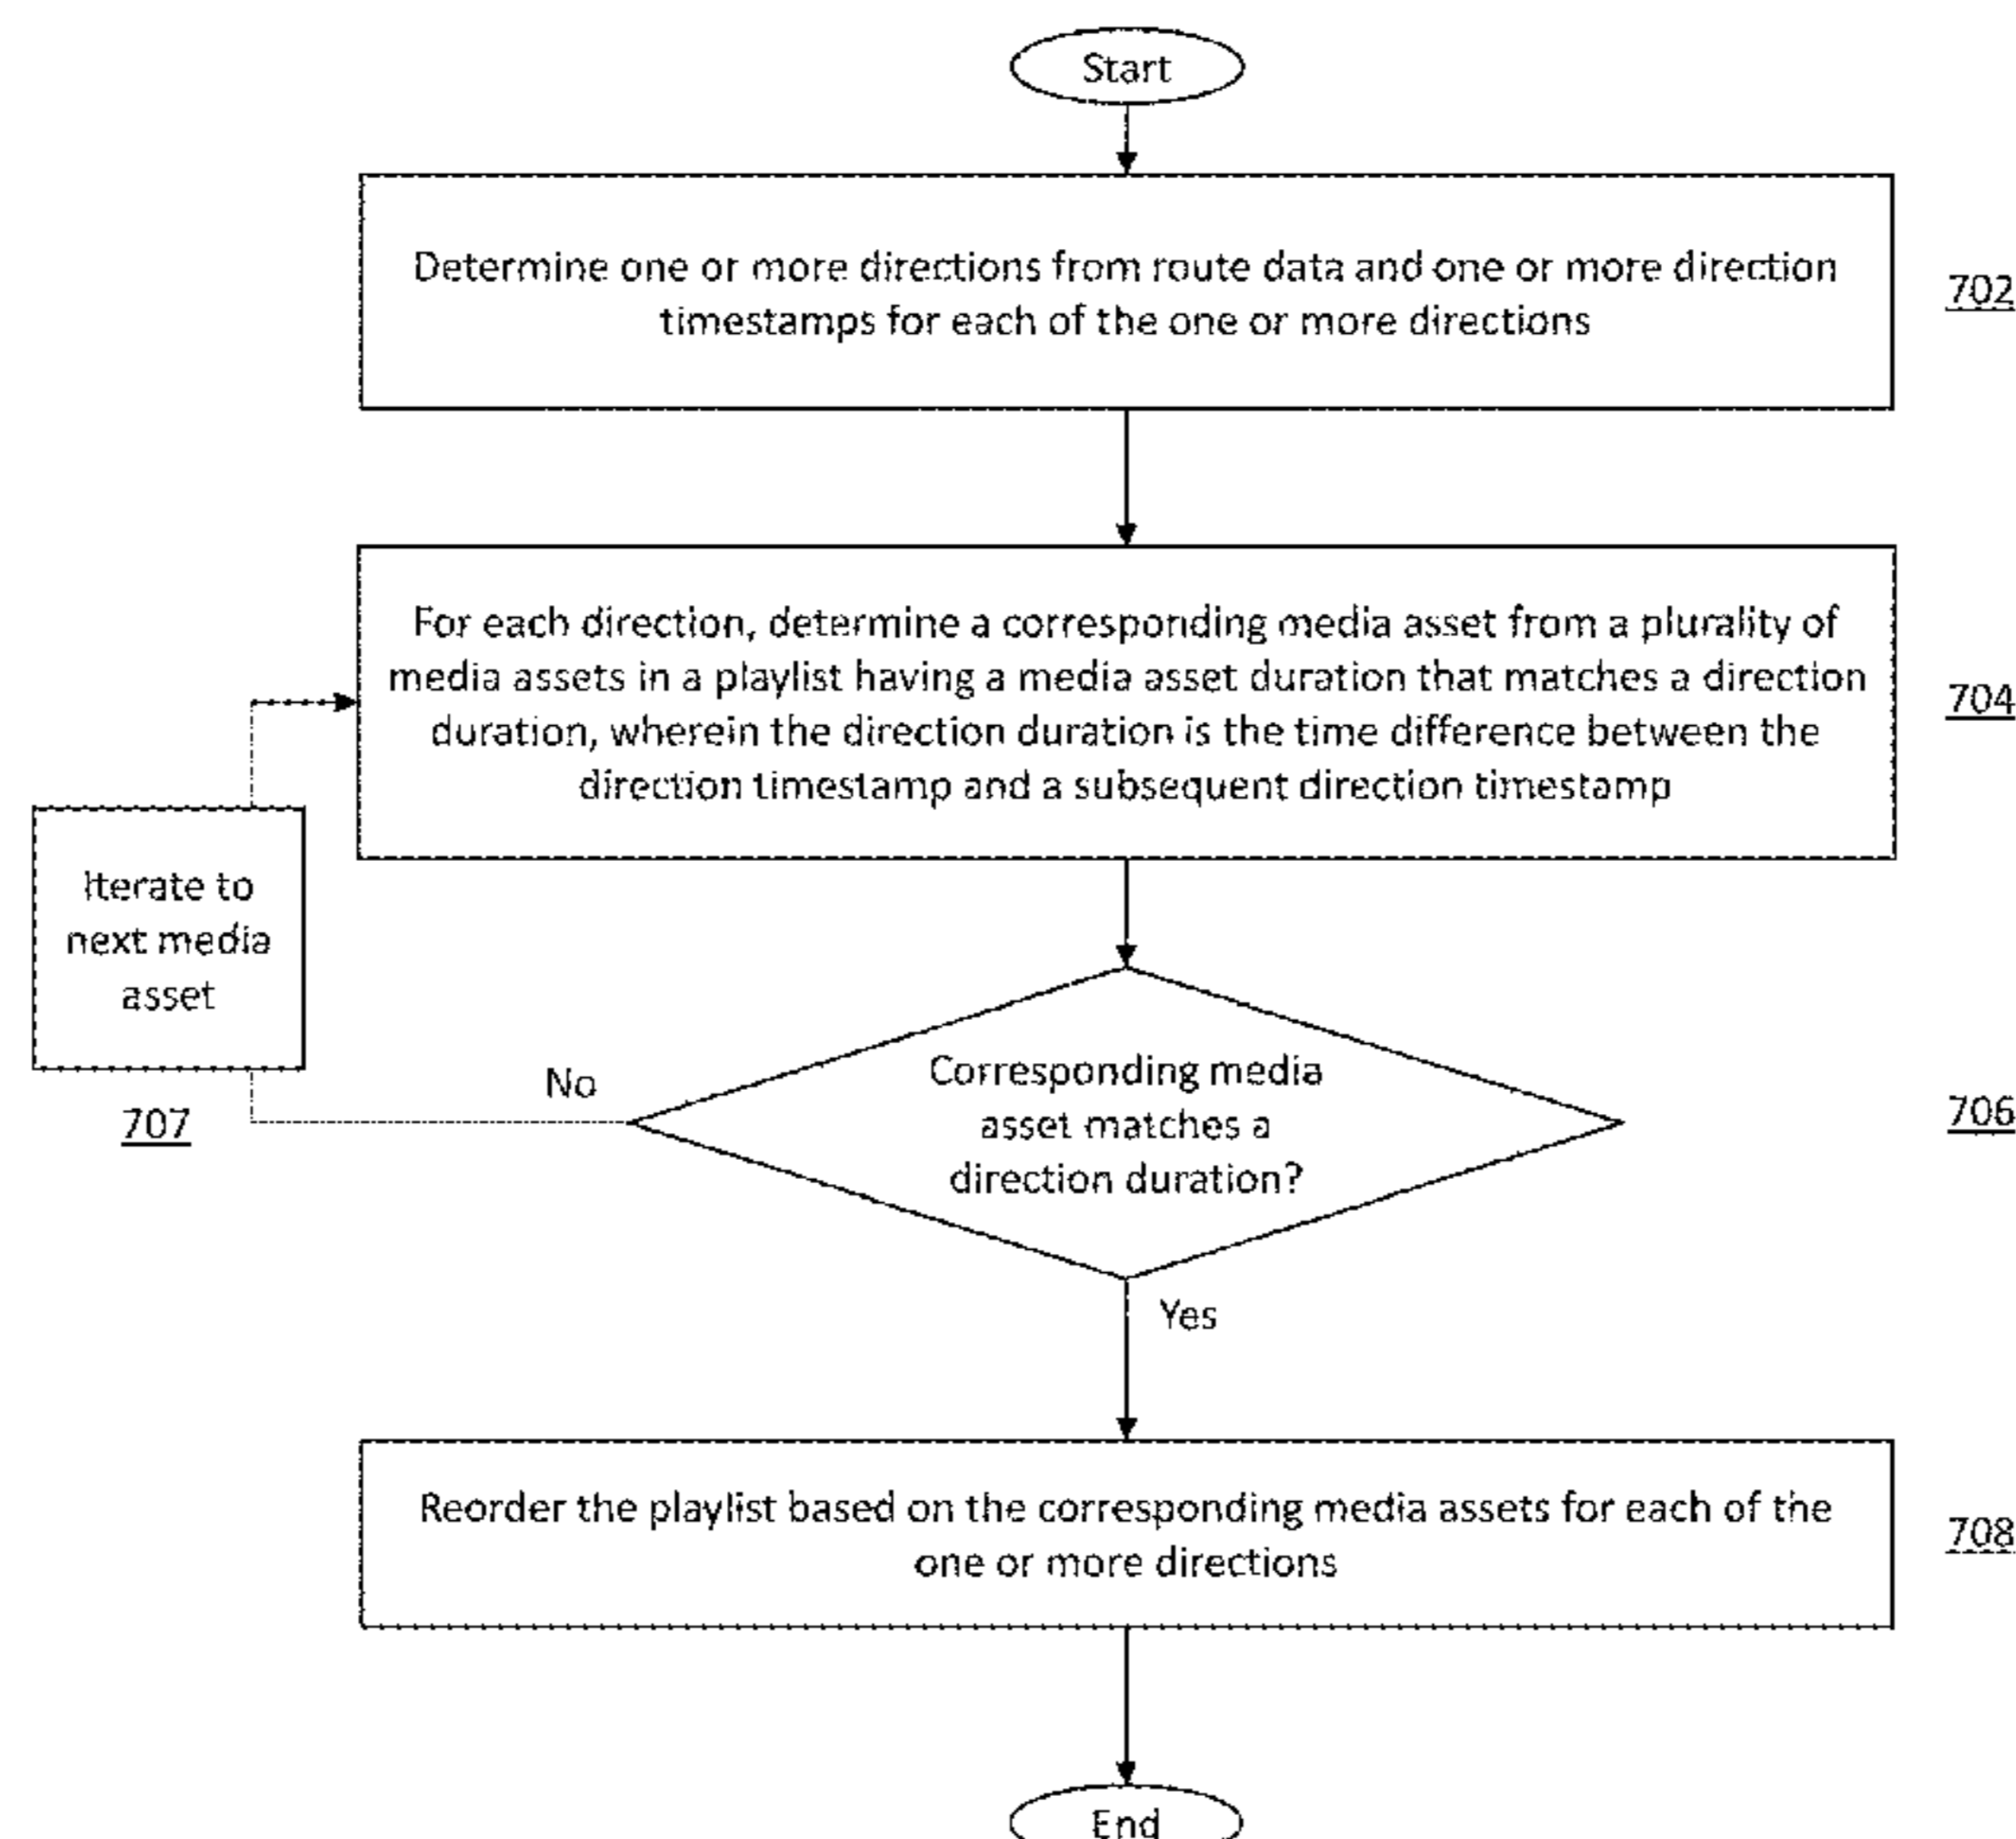 Start
Determine one or more directions from route data and one or more direction
timestamps for each of the one or more directions
702
For each direction, determine a corresponding media asset from a plurality of
media assets in a playlist having a media asset duration that matches a direction
duration, wherein the direction duration is the time difference between the
direction timestamp and a subsequent direction timestamp
704
Iterate to
next media
asset
707
No
Corresponding media
asset matches a
direction duration?
706
Yes
Reorder the playlist based on the corresponding media assets for each of the
one or more directions
708
End